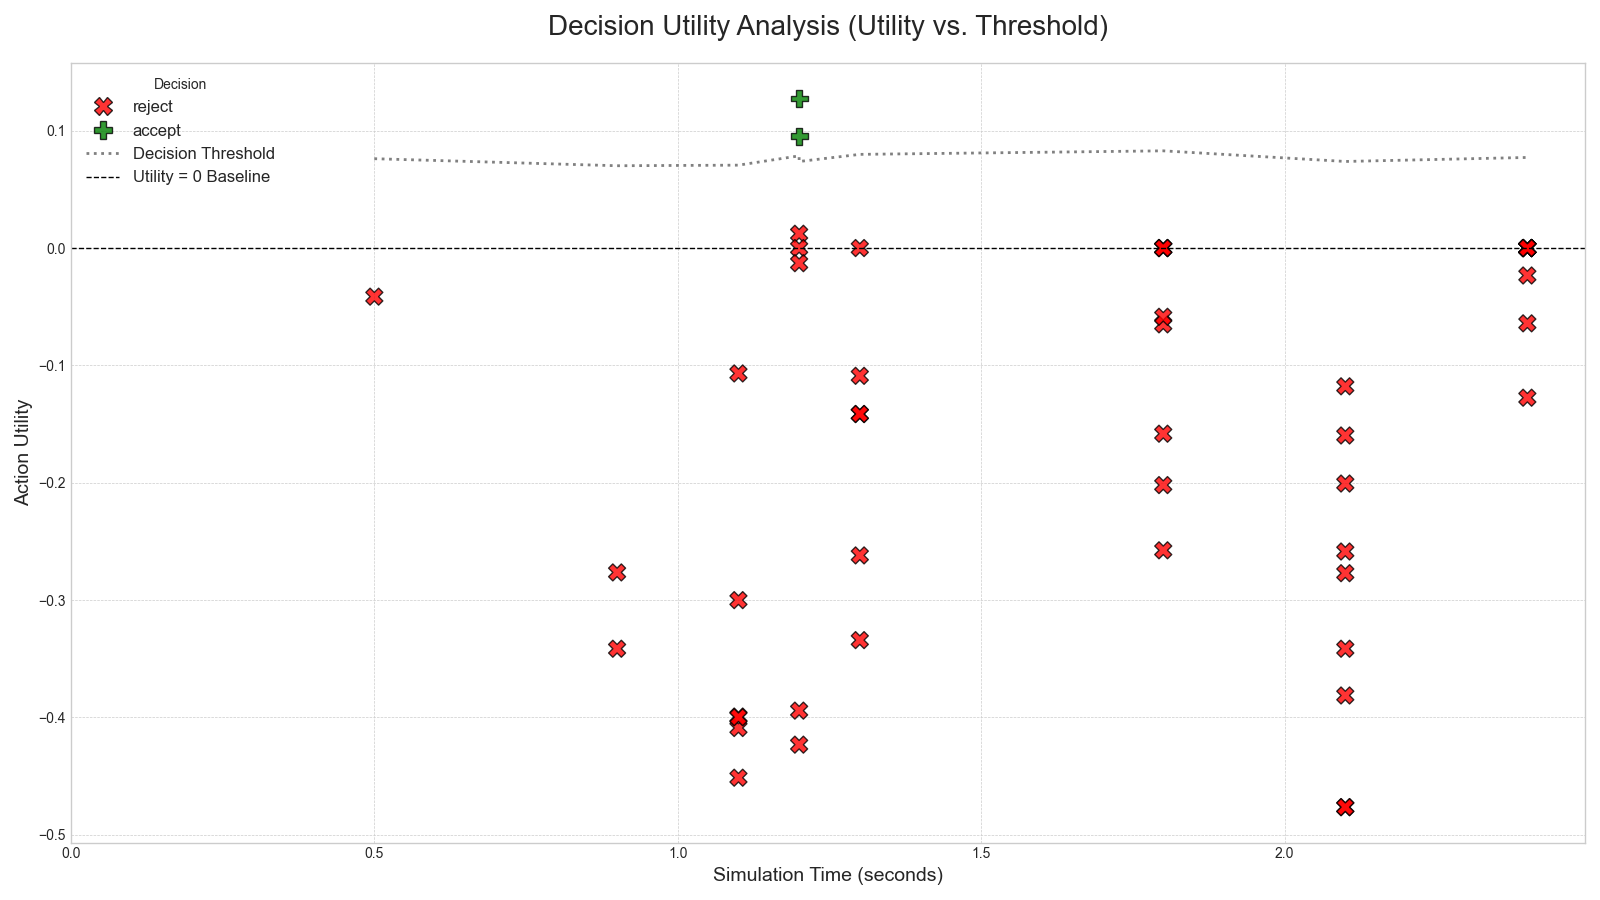 Decision Utility Analysis (Utility vs. Threshold)
Decision
reject
accept
Decision Threshold
Utility = 0 Baseline
Action Utility
0.1
0.0
−0.1
−0.2
−0.3
−0.4
−0.5
0.0
0.5
1.0
1.5
2.0
Simulation Time (seconds)